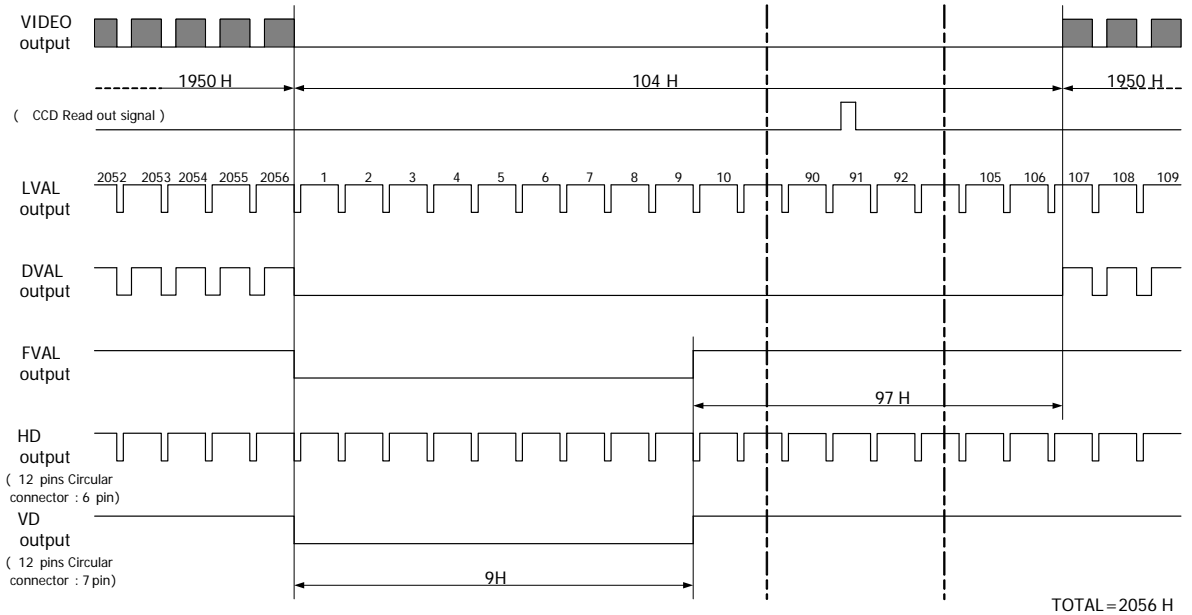 VIDEO
output
1950 H
104 H
1950 H
( CCD Read out signal )
2052 2053 2054 2055 2056 1 2 3 4 5 6 7 8 9 10 90 91 92 105 106 107 108 109
LVAL
output
DVAL
output
FVAL
output
97 H
HD
output
( 12 pins Circular
connector : 6 pin)
VD
output
( 12 pins Circular
connector : 7 pin)
9H
TOTAL=2056 H